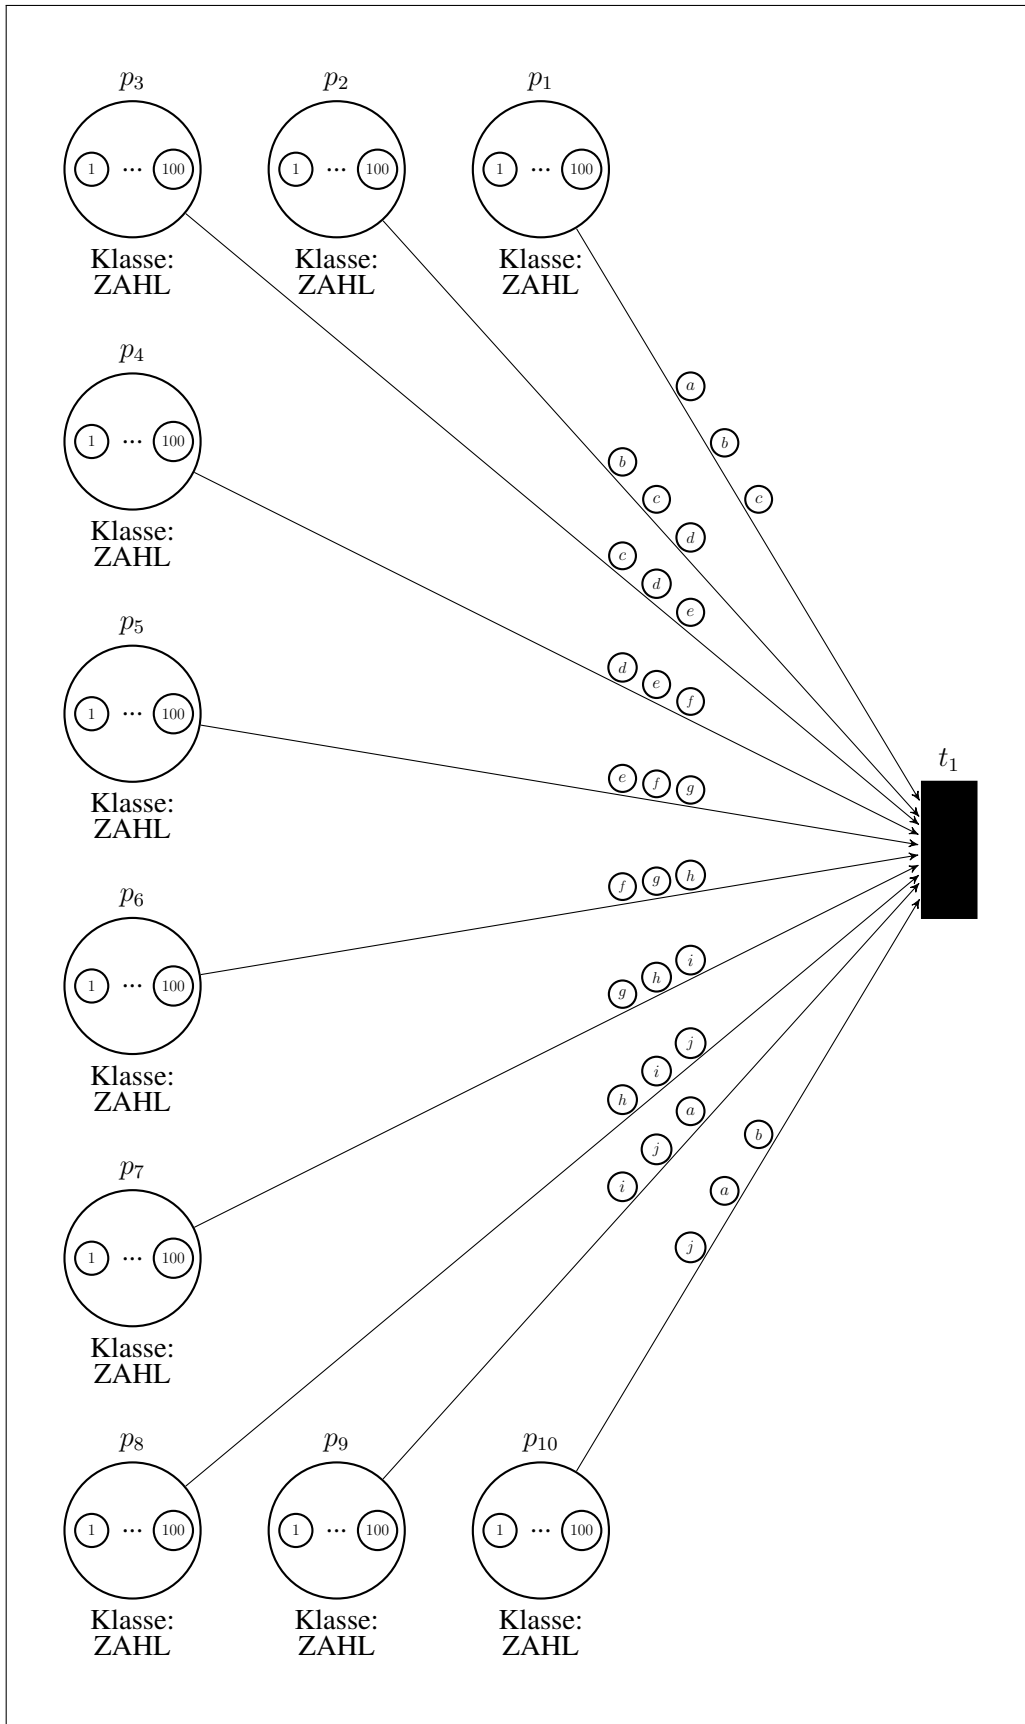 p3 p2 p1
1 ... 100 1 ... 100 1 ... 100
Klasse: Klasse: Klasse:
ZAHL ZAHL ZAHL
a
b
c
p4
1 ... 100
Klasse:
ZAHL
b
c
d
c
d
e
p5
1 ... 100
Klasse:
ZAHL
d
e
f
t1
e f g
p6
1 ... 100
Klasse:
ZAHL
f g h
g h i
p7
1 ... 100
Klasse:
ZAHL
h i j
i j a
j a b
p8 p9 p10
1 ... 100 1 ... 100 1 ... 100
Klasse: Klasse: Klasse:
ZAHL ZAHL ZAHL